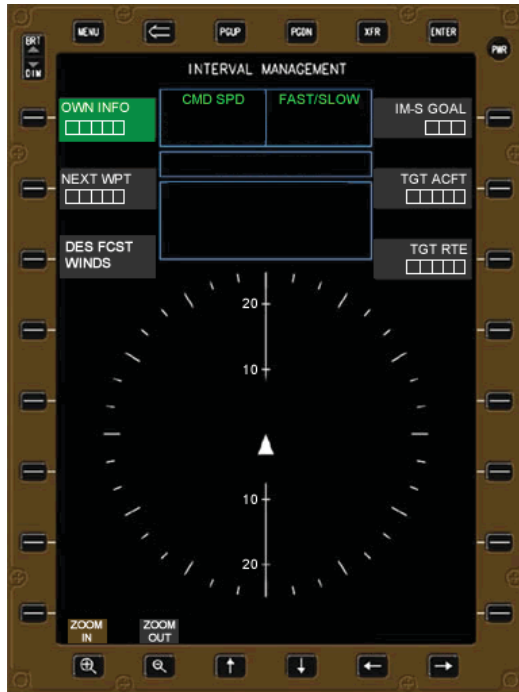 MENU
PGUP
PGDN
XFR
ENTER
BRT
DIM
PWR
INTERVAL MANAGEMENT
OWN INFO
CMD SPD
FAST/SLOW
IM-S GOAL
NEXT WPT
TGT ACFT
DES FCST
WINDS
TGT RTE
20
10
10
20
ZOOM
IN
ZOOM
OUT